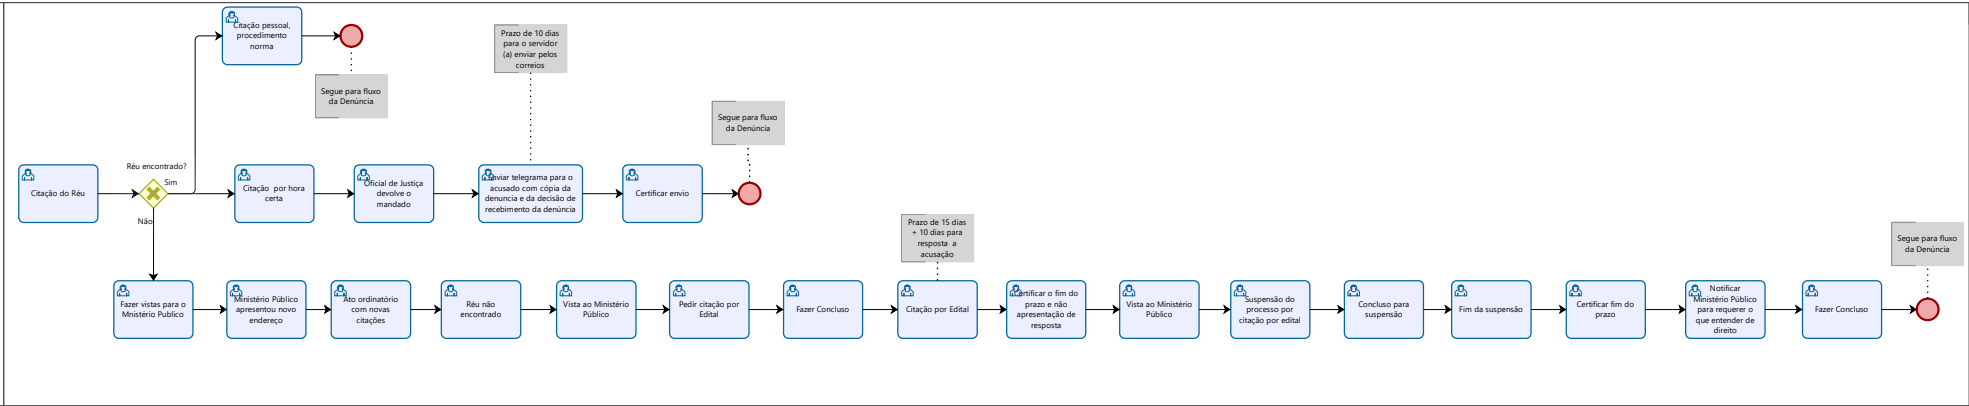 Citação pessoal,
procedimento
norma
Segue para fluxo
da Denúncia
Prazo de 10 dias
para o servidor
(a) enviar pelos
correios
Segue para fluxo
da Denúncia
Citação do Réu
Réu encontrado?
Sim
Não
Citação por hora
certa
Oficial de Justiça
devolve o
mandado
Enviar telegrama para o
acusado com cópia da
denuncia e da decisão de
recebimento da denúncia
Certificar envio
Prazo de 15 dias
+ 10 dias para
resposta a
acusação
Segue para fluxo
da Denúncia
Fazer vistas para o
Mnistério Publico
Ministério Público
apresentou novo
endereço
Ato ordinatório
com novas
citações
Réu não
encontrado
Vista ao Ministério
Público
Pedir citação por
Edital
Fazer Concluso
Citação por Edital
Certificar o fim do
prazo e não
apresentação de
resposta
Vista ao Ministério
Público
Suspensão do
processo por
citação por edital
Concluso para
suspensão
Fim da suspensão
Certificar fim do
prazo
Notificar
Ministério Público
para requerer o
que entender de
direito
Fazer Concluso